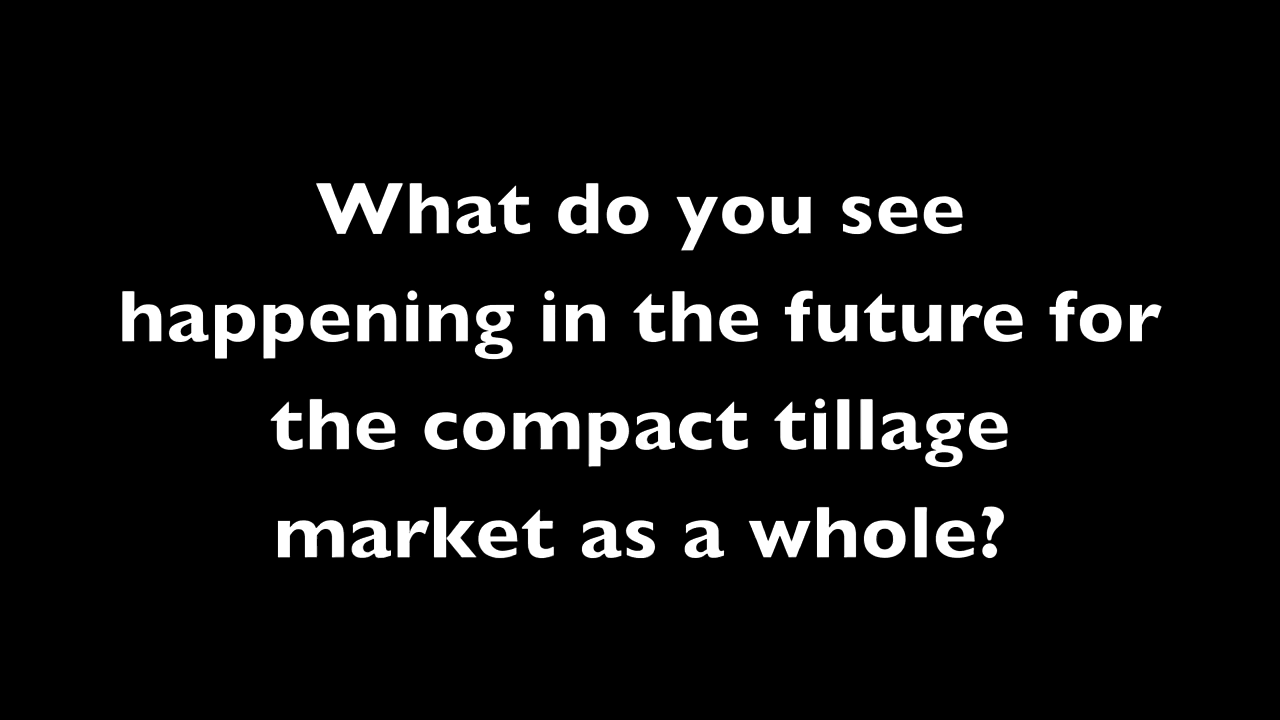 What do you see
happening in the future for
the compact tillage
market as a whole?